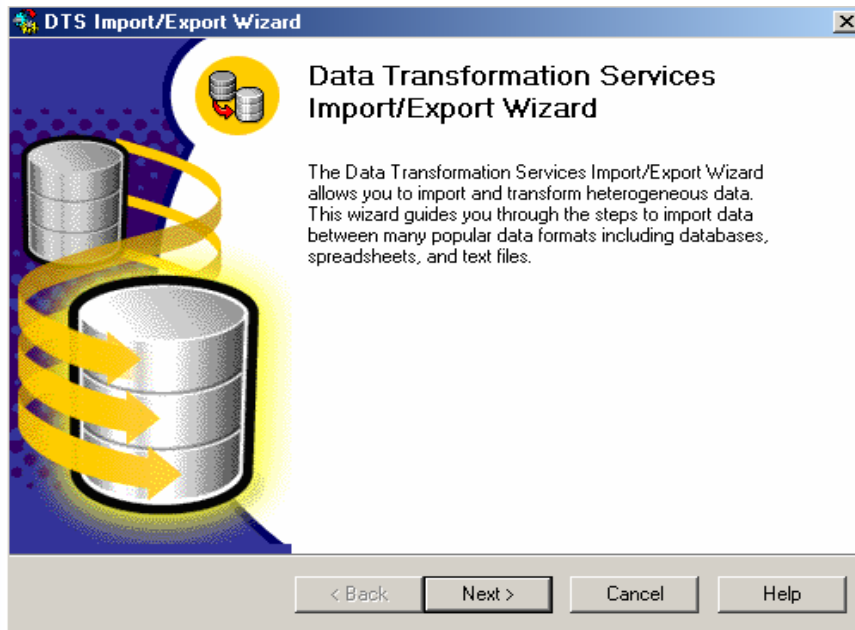 DTS Import/Export Wizard
Data Transformation Services
Import/Export Wizard
The Data Transformation Services Import/Export Wizard
allows you to import and transform heterogeneous data.
This wizard guides you through the steps to import data
between many popular data formats including databases,
spreadsheets, and text files.
< Back Next > Cancel Help